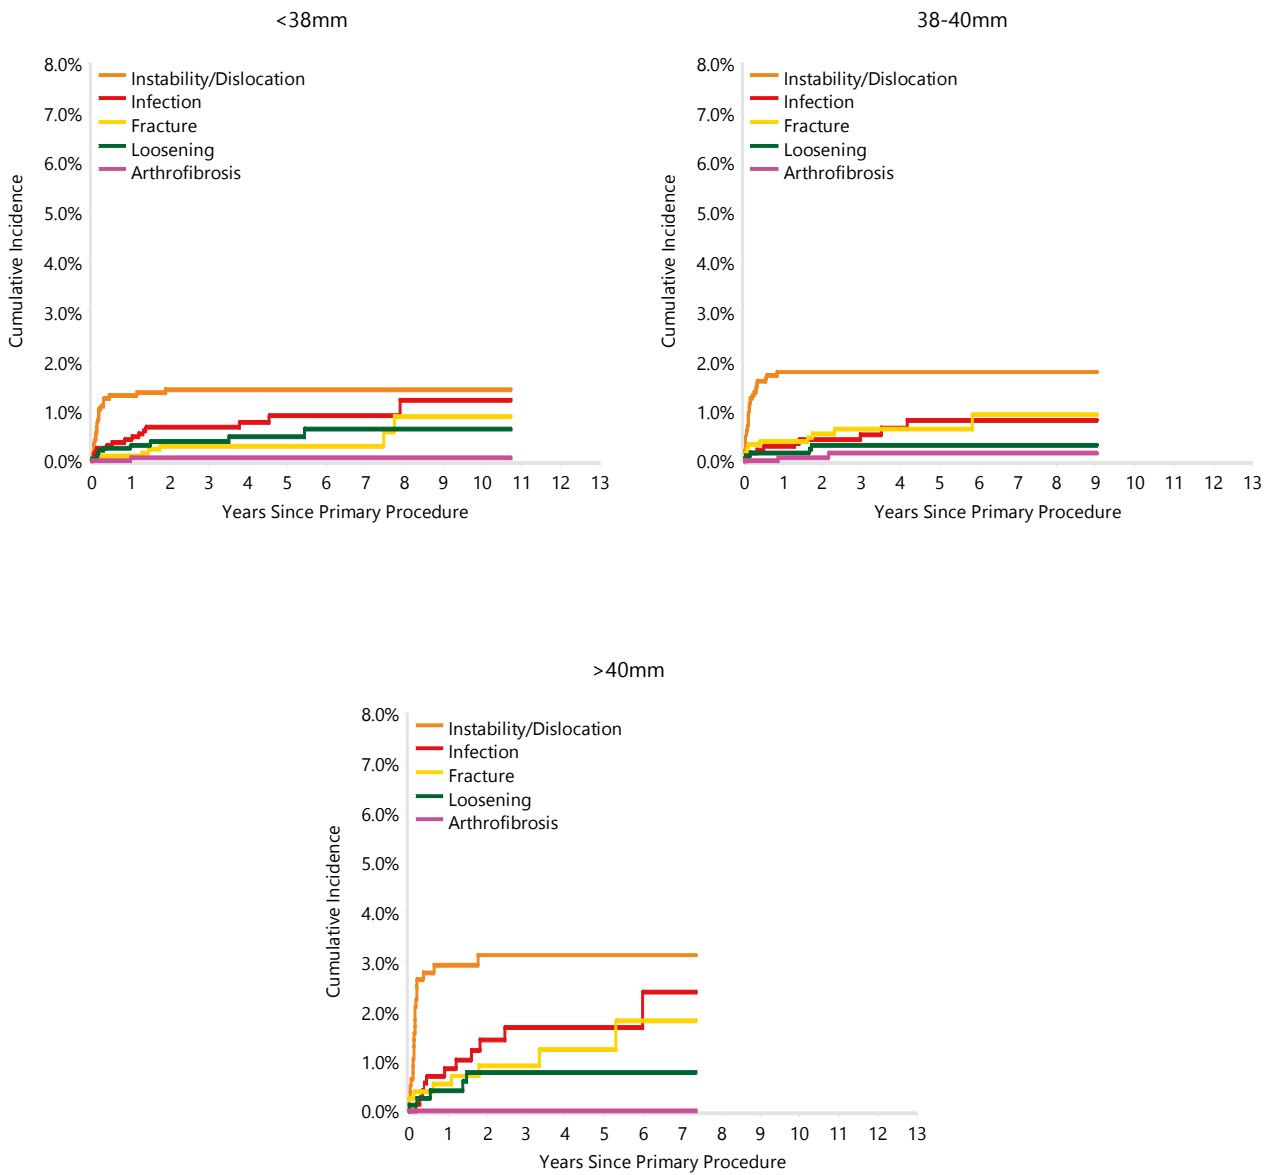 <38mm
8.0%
7.0%
6.0%
5.0%
4.0%
3.0%
2.0%
1.0%
0.0%
Cumulative Incidence
Instability/Dislocation
Infection
Fracture
Loosening
Arthrofibrosis
0 1 2 3 4 5 6 7 8 9 10 11 12 13
Years Since Primary Procedure
38-40mm
8.0%
7.0%
6.0%
5.0%
4.0%
3.0%
2.0%
1.0%
0.0%
Cumulative Incidence
Instability/Dislocation
Infection
Fracture
Loosening
Arthrofibrosis
0 1 2 3 4 5 6 7 8 9 10 11 12 13
Years Since Primary Procedure
>40mm
8.0%
7.0%
6.0%
5.0%
4.0%
3.0%
2.0%
1.0%
0.0%
Cumulative Incidence
Instability/Dislocation
Infection
Fracture
Loosening
Arthrofibrosis
0 1 2 3 4 5 6 7 8 9 10 11 12 13
Years Since Primary Procedure